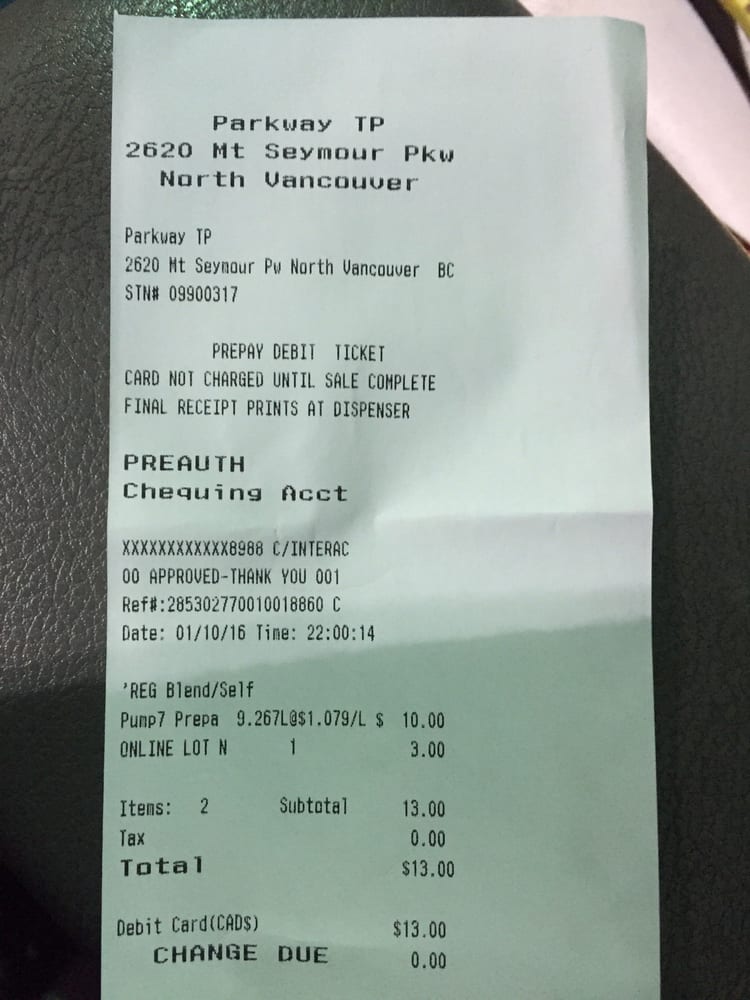 Parkway TP
2620 Mt Seymour Pkw
North Vancouver
Parkway TP
2620 Mt Seymour Pw North Vancouver BC
STN# 09900317
PREPAY DEBIT TICKET
CARD NOT CHARGED UNTIL SALE COMPLETE
FINAL RECEIPT PRINTS AT DISPENSER
PREAUTH
Chequing Acct
XXXXXXXXXXXX8988 C/INTERAC
00 APPROVED-THANK YOU 001
Ref#:285302770010018860 C
Date: 01/10/16 Time: 22:00:14
'REG Blend/Self
Pump7 Prepa 9.267L@$1.079/L $ 10.00
ONLINE LOT N 1 3.00
Items: 2 Subtotal 13.00
Tax 0.00
Total $13.00
Debit Card(CAD$) $13.00
CHANGE DUE 0.00